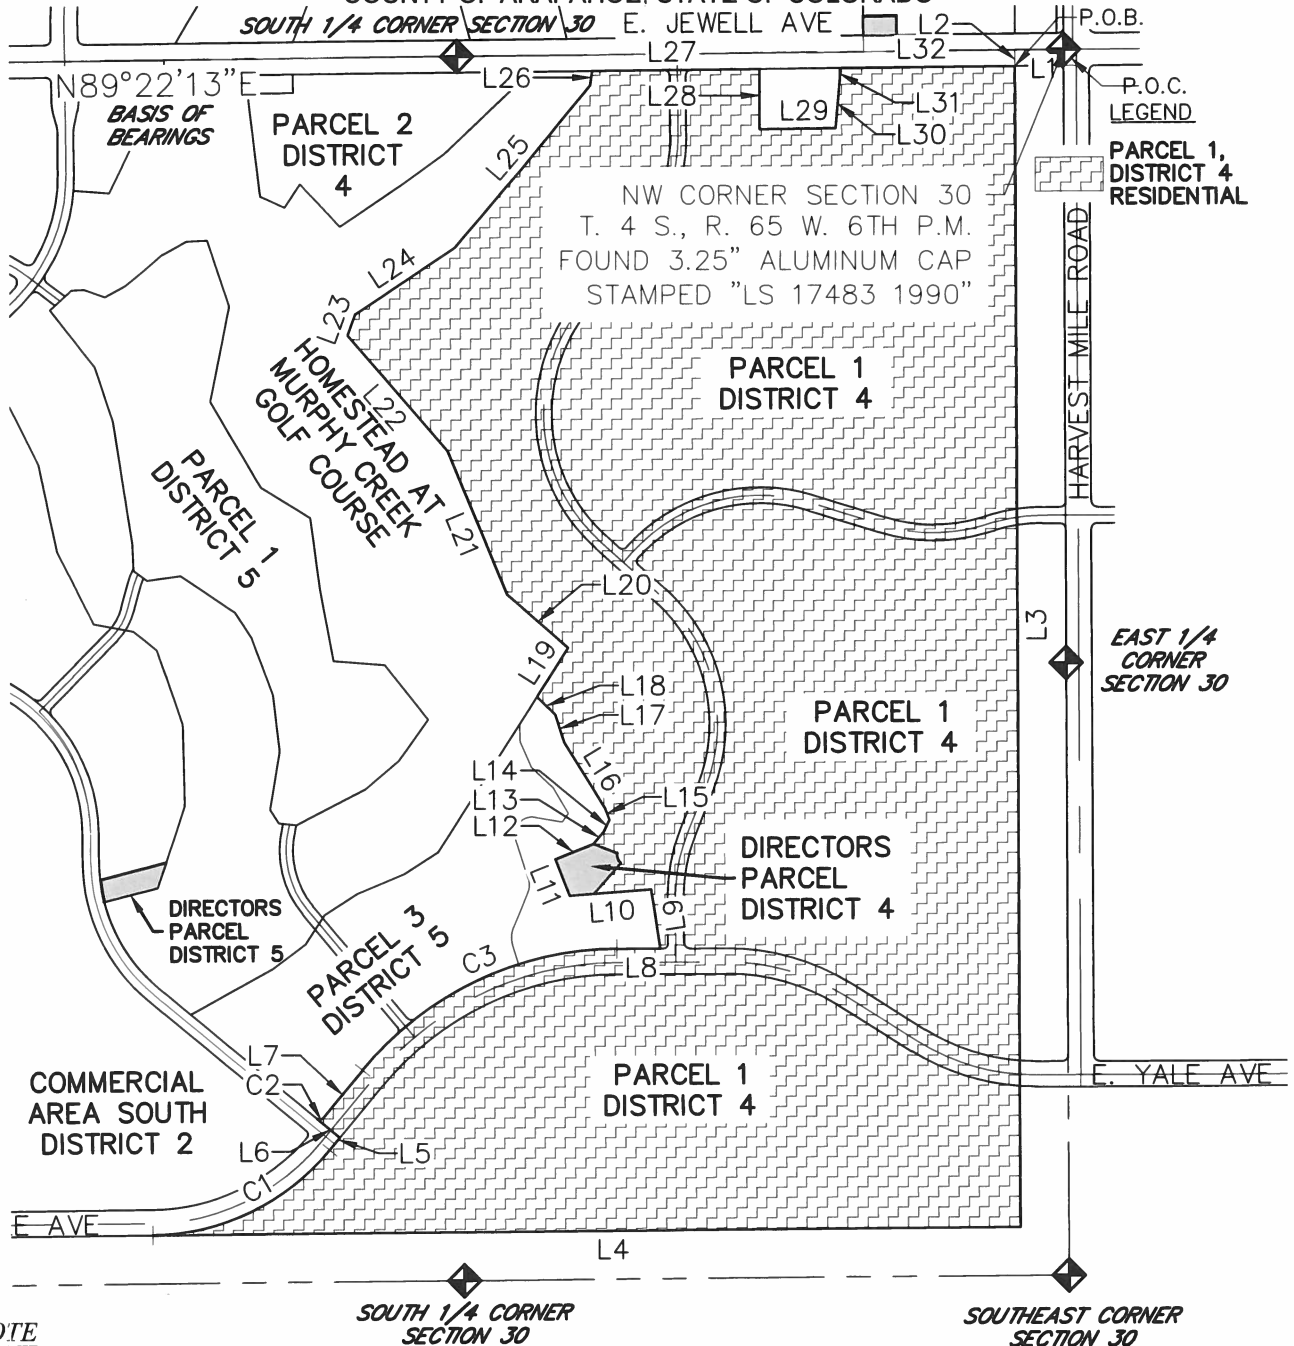 SOUTH 1/4 CORNER SECTION 30
E. JEWELL AVE
L2
P.O.B.
L27
L32
L1
N89°22'13"E
L26
L28
L29
L31
L30
P.O.C.
LEGEND
BASIS OF
BEARINGS
PARCEL 2
DISTRICT
4
L25
PARCEL 1,
DISTRICT 4
RESIDENTIAL
NW CORNER SECTION 30
T. 4 S., R. 65 W. 6TH P.M.
FOUND 3.25" ALUMINUM CAP
STAMPED "LS 17483 1990"
L24
L23
HARVEST MILE ROAD
HOMESTEAD AT
MURPHY CREEK
GOLF COURSE
L22
PARCEL 1
DISTRICT 4
PARCEL 1
DISTRICT
5
L21
L20
L3
L19
EAST 1/4
CORNER
SECTION 30
L18
L17
PARCEL 1
DISTRICT 4
L16
L14
L13
L12
L15
L11
DIRECTORS
PARCEL
DISTRICT 4
L10
L9
DIRECTORS
PARCEL
DISTRICT 5
PARCEL 3
DISTRICT 5
C3
L8
L7
C2
COMMERCIAL
AREA SOUTH
DISTRICT 2
PARCEL 1
DISTRICT 4
E. YALE AVE
L6
L5
C1
E AVE
L4
SOUTH 1/4 CORNER
SECTION 30
SOUTHEAST CORNER
SECTION 30